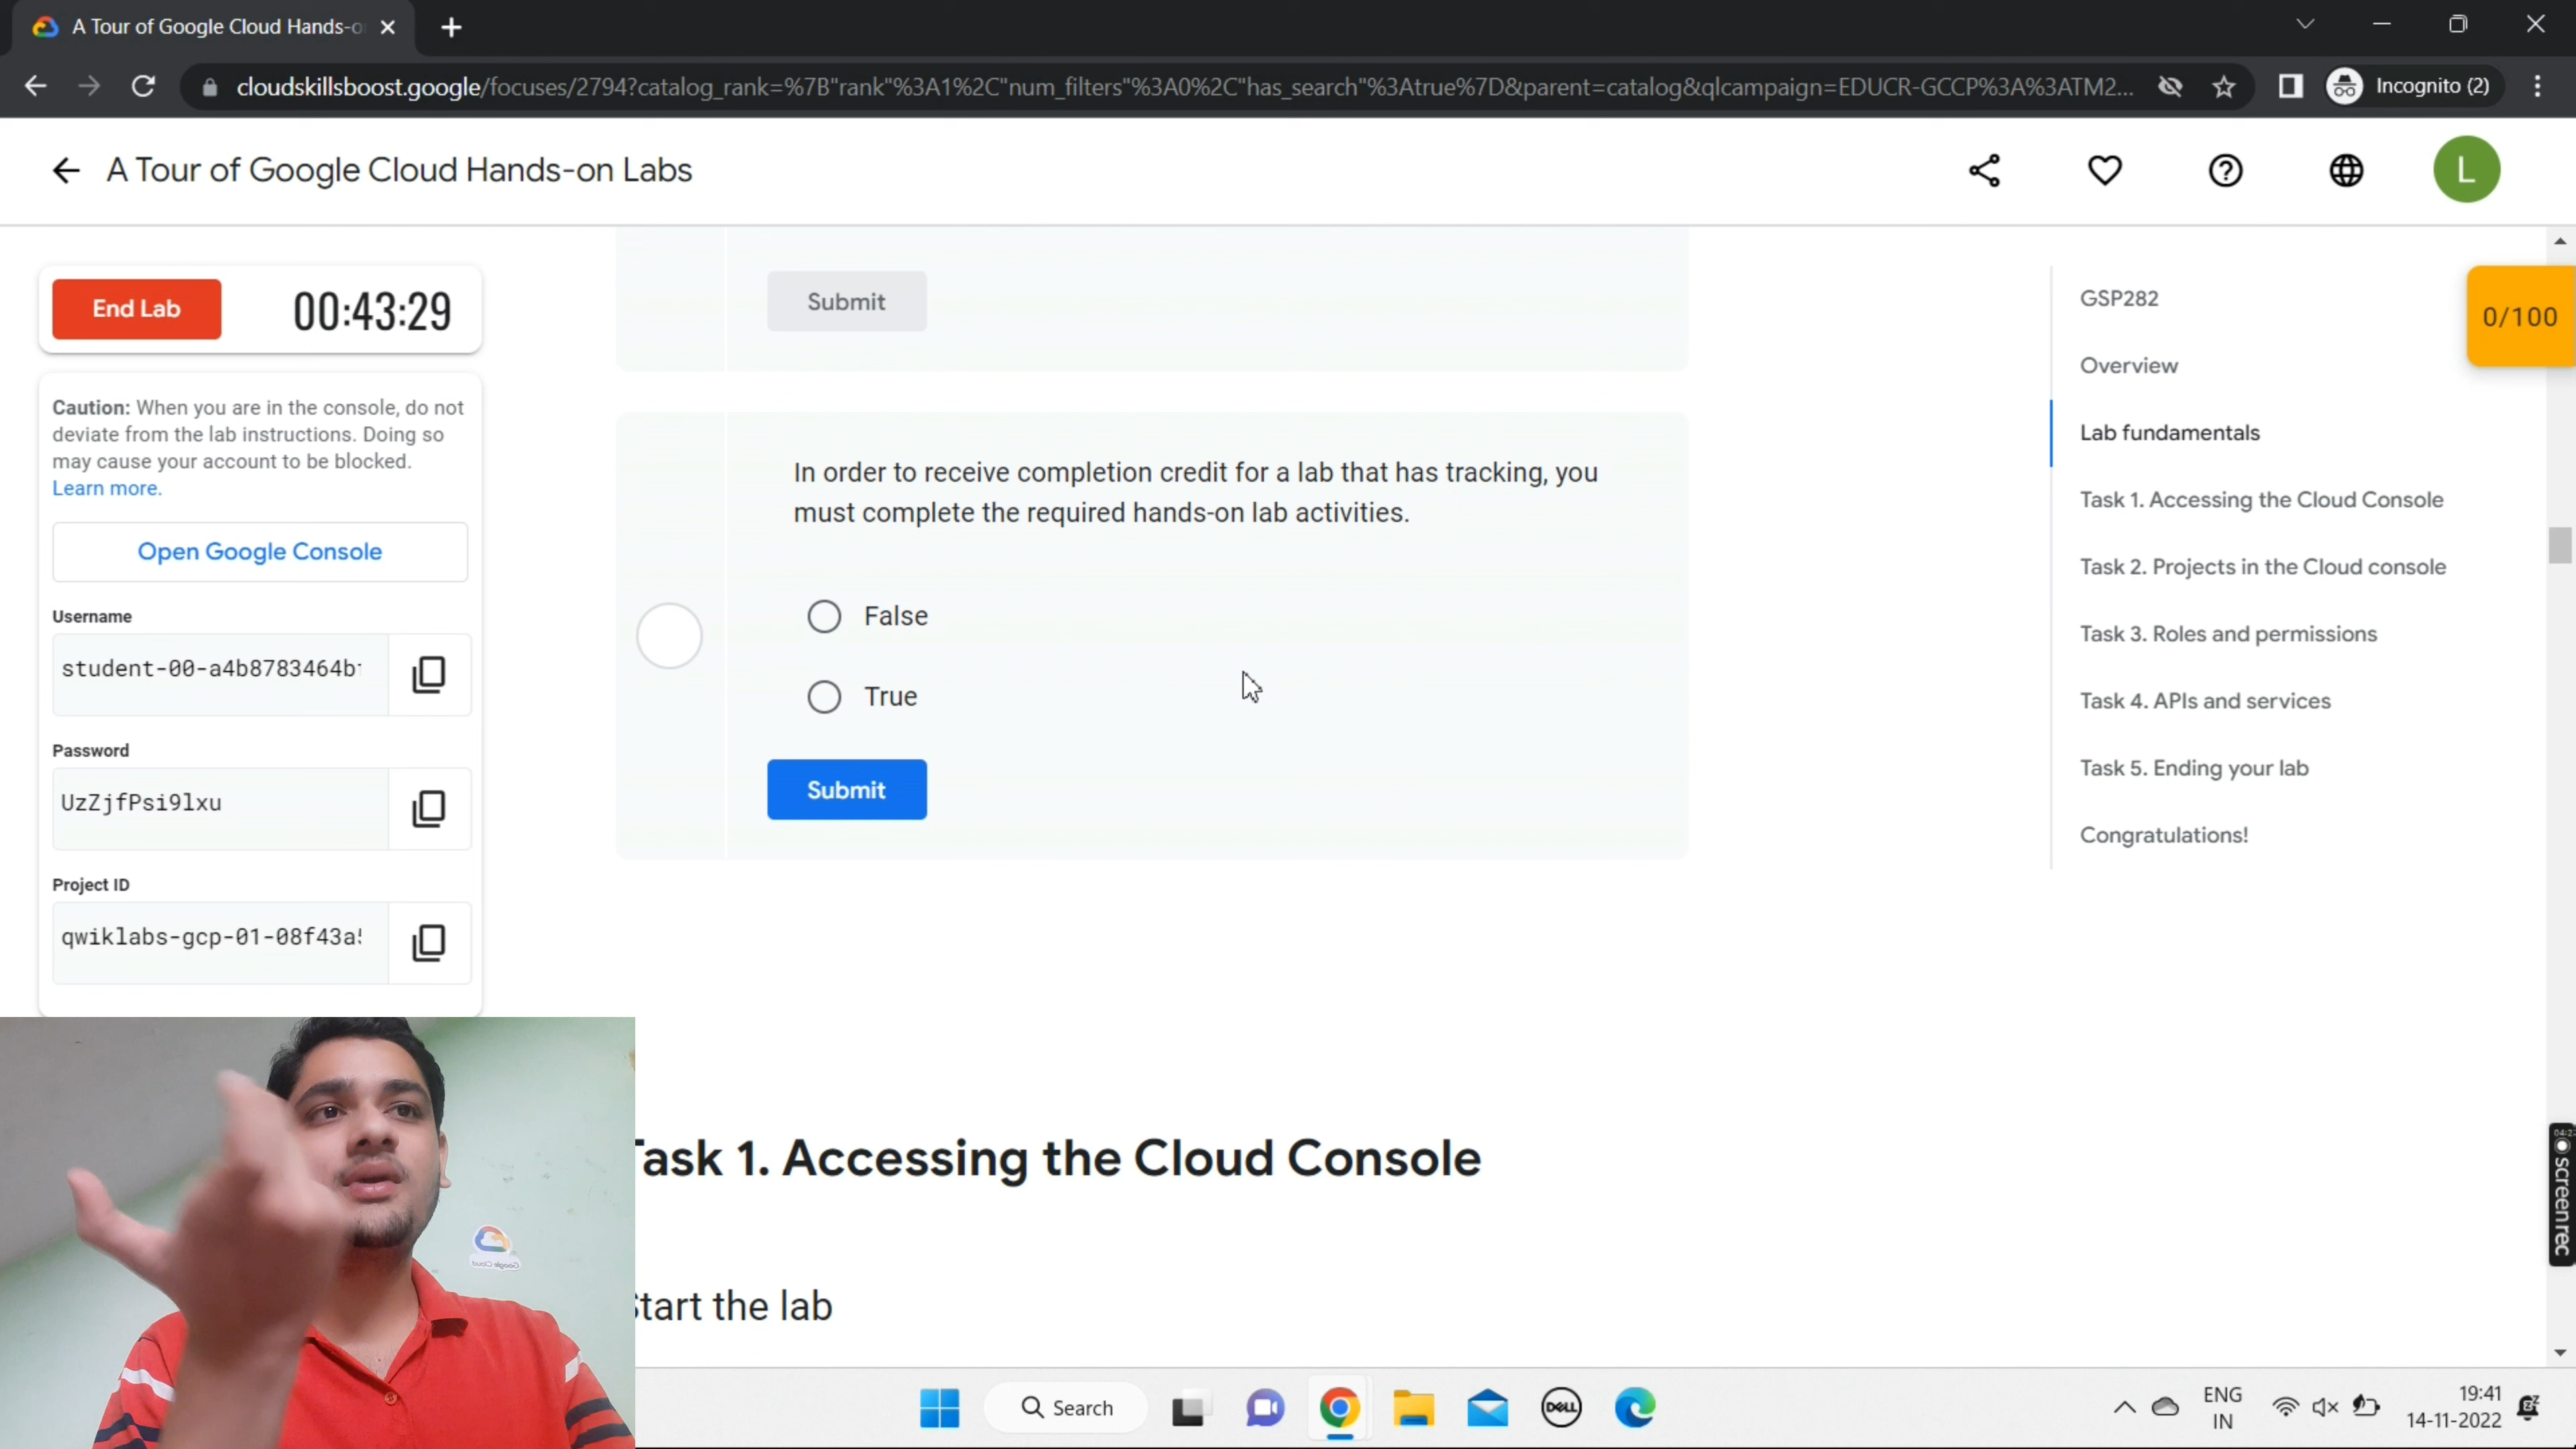 A Tour of Google Cloud Hands-o
cloudskillsboost.google/focuses/2794?catalog_rank=%7B"rank"%3A1%2C"num_filters"%3A0%2C"has_search"%3Atrue%7D&parent=catalog&qlcampaign=EDUCR-GCCP%3A%3ATM2...
Incognito (2)
A Tour of Google Cloud Hands-on Labs
L
End Lab
00:43:29
Caution: When you are in the console, do not
deviate from the lab instructions. Doing so
may cause your account to be blocked.
Learn more.
Open Google Console
Username
student-00-a4b8783464b
Password
UzZjfPsi9lxu
Project ID
qwiklabs-gcp-01-08f43a
Submit
In order to receive completion credit for a lab that has tracking, you
must complete the required hands-on lab activities.
False
True
Submit
Task 1. Accessing the Cloud Console
Start the lab
GSP282
Overview
Lab fundamentals
Task 1. Accessing the Cloud Console
Task 2. Projects in the Cloud console
Task 3. Roles and permissions
Task 4. APIs and services
Task 5. Ending your lab
Congratulations!
0/100
screenrec
Google Cloud
Search
DELL
ENG
IN
19:41
14-11-2022